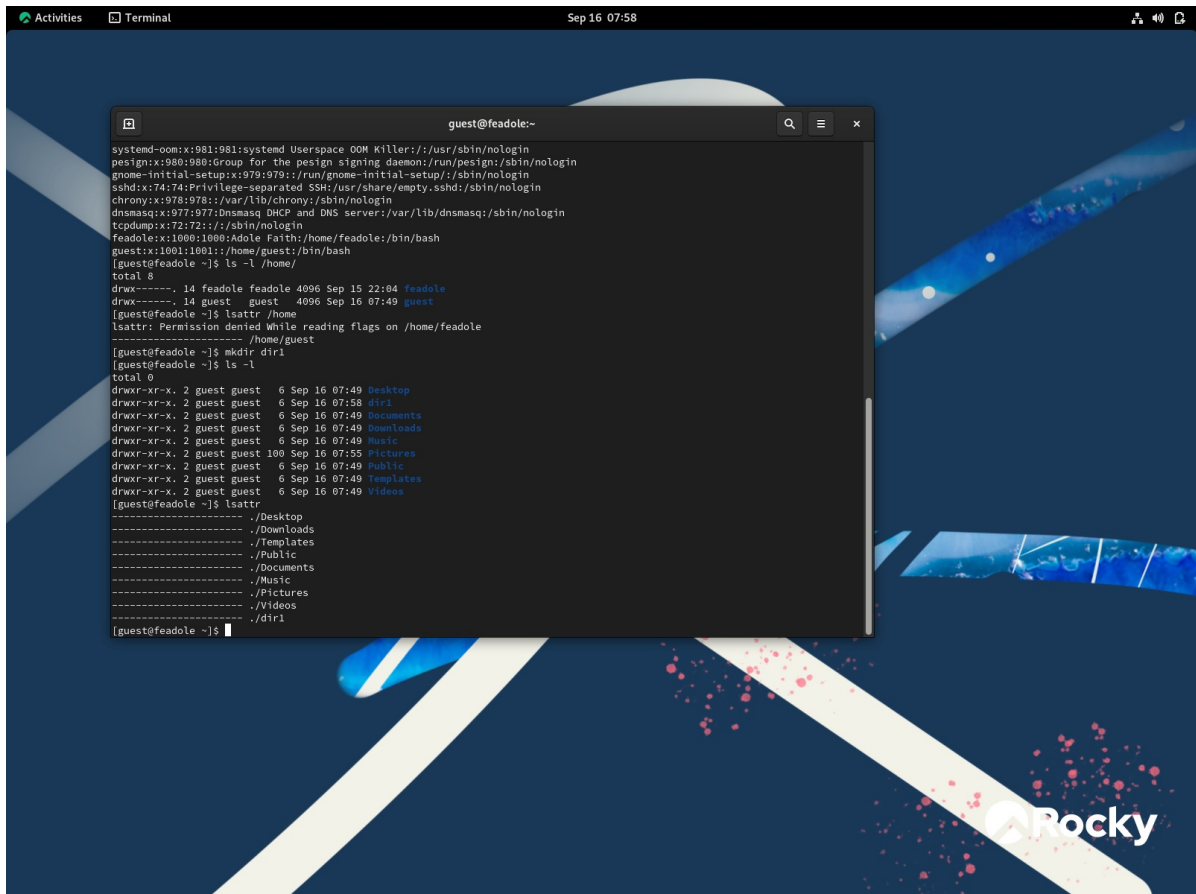 Activities Terminal Sep 16 07:58
guest@feadole:~
systemd-oom:x:981:981:systemd Userspace OOM Killer:/:/usr/sbin/nologin
pesign:x:980:980:Group for the pesign signing daemon:/run/pesign:/sbin/nologin
gnome-initial-setup:x:979:979::/run/gnome-initial-setup/:/sbin/nologin
sshd:x:74:74:Privilege-separated SSH:/usr/share/empty.sshd:/sbin/nologin
chrony:x:978:978::/var/lib/chrony:/sbin/nologin
dnsmasq:x:977:977:Dnsmasq DHCP and DNS server:/var/lib/dnsmasq:/sbin/nologin
tcpdump:x:72:72::/:/sbin/nologin
feadole:x:1000:1000:Adole Faith:/home/feadole:/bin/bash
guest:x:1001:1001::/home/guest:/bin/bash
[guest@feadole ~]$ ls -l /home/
total 8
drwx------. 14 feadole feadole 4096 Sep 15 22:04 feadole
drwx------. 14 guest   guest   4096 Sep 16 07:49 guest
[guest@feadole ~]$ lsattr /home
lsattr: Permission denied While reading flags on /home/feadole
---------------------- /home/guest
[guest@feadole ~]$ mkdir dir1
[guest@feadole ~]$ ls -l
total 0
drwxr-xr-x. 2 guest guest   6 Sep 16 07:49 Desktop
drwxr-xr-x. 2 guest guest   6 Sep 16 07:58 dir1
drwxr-xr-x. 2 guest guest   6 Sep 16 07:49 Documents
drwxr-xr-x. 2 guest guest   6 Sep 16 07:49 Downloads
drwxr-xr-x. 2 guest guest   6 Sep 16 07:49 Music
drwxr-xr-x. 2 guest guest 100 Sep 16 07:55 Pictures
drwxr-xr-x. 2 guest guest   6 Sep 16 07:49 Public
drwxr-xr-x. 2 guest guest   6 Sep 16 07:49 Templates
drwxr-xr-x. 2 guest guest   6 Sep 16 07:49 Videos
[guest@feadole ~]$ lsattr
---------------------- ./Desktop
---------------------- ./Downloads
---------------------- ./Templates
---------------------- ./Public
---------------------- ./Documents
---------------------- ./Music
---------------------- ./Pictures
---------------------- ./Videos
---------------------- ./dir1
[guest@feadole ~]$
Rocky